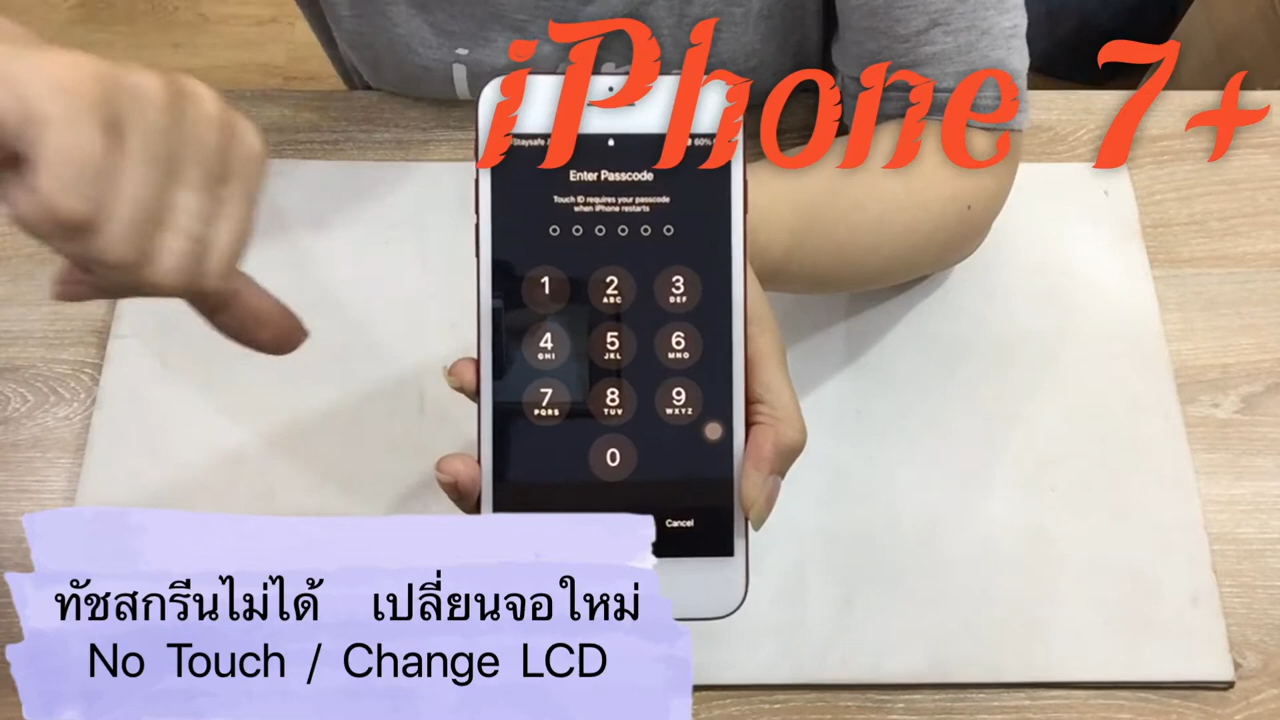 iPhone 7+
Staysafe
60%
Enter Passcode
Touch ID requires your passcode
when iPhone restarts
1 2 ABC 3 DEF
4 GHI 5 JKL 6 MNO
7 PQRS 8 TUV 9 WXYZ
0
Cancel
ทัชสกรีนไม่ได้ เปลี่ยนจอใหม่
No Touch / Change LCD